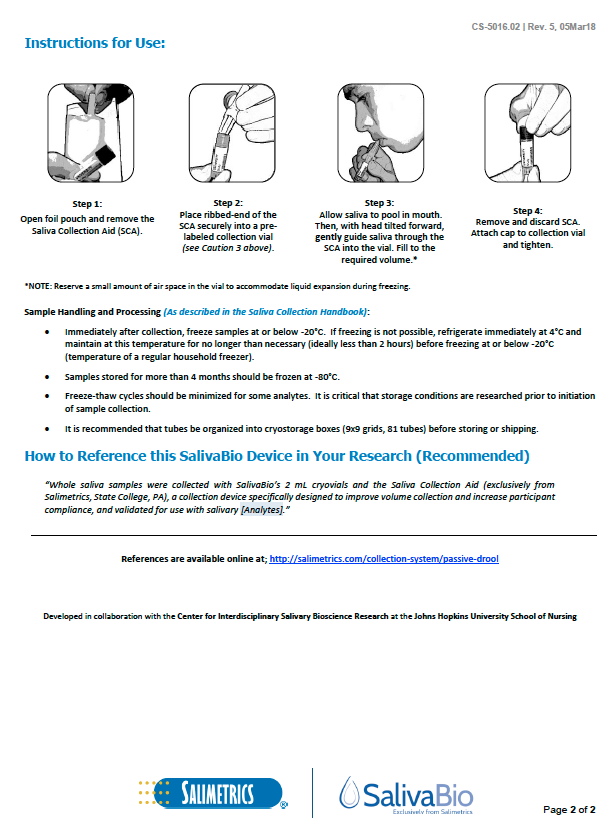 CS-5016.02 | Rev. 5, 05Mar18
Instructions for Use:
Step 1:
Open foil pouch and remove the
Saliva Collection Aid (SCA).
Step 2:
Place ribbed-end of the
SCA securely into a pre-
labeled collection vial
(see Caution 3 above).
Step 3:
Allow saliva to pool in mouth.
Then, with head tilted forward,
gently guide saliva through the
SCA into the vial. Fill to the
required volume.*
Step 4:
Remove and discard SCA.
Attach cap to collection vial
and tighten.
*NOTE: Reserve a small amount of air space in the vial to accommodate liquid expansion during freezing.
Sample Handling and Processing (As described in the Saliva Collection Handbook):
• Immediately after collection, freeze samples at or below -20°C. If freezing is not possible, refrigerate immediately at 4°C and
maintain at this temperature for no longer than necessary (ideally less than 2 hours) before freezing at or below -20°C
(temperature of a regular household freezer).
• Samples stored for more than 4 months should be frozen at -80°C.
• Freeze-thaw cycles should be minimized for some analytes. It is critical that storage conditions are researched prior to initiation
of sample collection.
• It is recommended that tubes be organized into cryostorage boxes (9x9 grids, 81 tubes) before storing or shipping.
How to Reference this SalivaBio Device in Your Research (Recommended)
“Whole saliva samples were collected with SalivaBio’s 2 mL cryovials and the Saliva Collection Aid (exclusively from
Salimetrics, State College, PA), a collection device specifically designed to improve volume collection and increase participant
compliance, and validated for use with salivary [Analytes].”
References are available online at; http://salimetrics.com/collection-system/passive-drool
Developed in collaboration with the Center for Interdisciplinary Salivary Bioscience Research at the Johns Hopkins University School of Nursing
SALIMETRICS®
SalivaBio
Exclusively from Salimetrics
Page 2 of 2